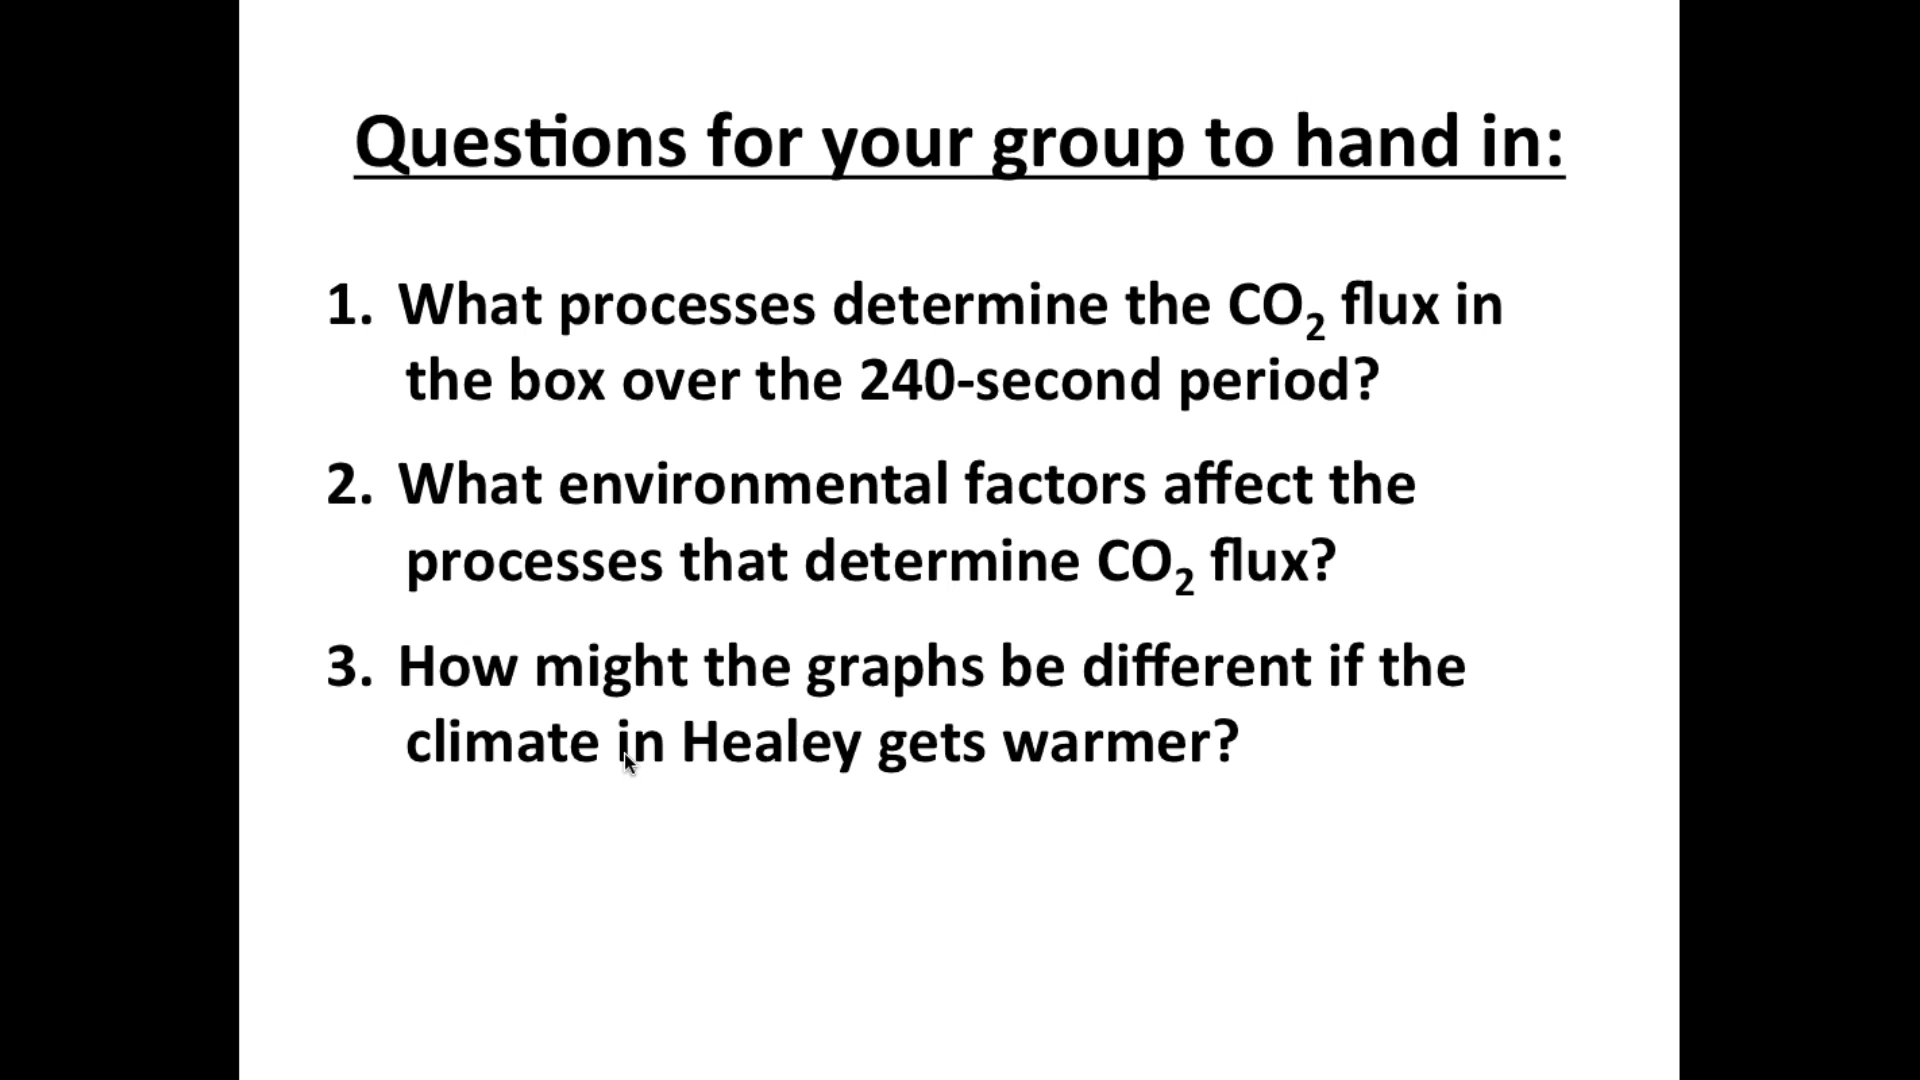 Questions for your group to hand in:
1. What processes determine the CO₂ flux in
the box over the 240-second period?
2. What environmental factors affect the
processes that determine CO₂ flux?
3. How might the graphs be different if the
climate in Healey gets warmer?